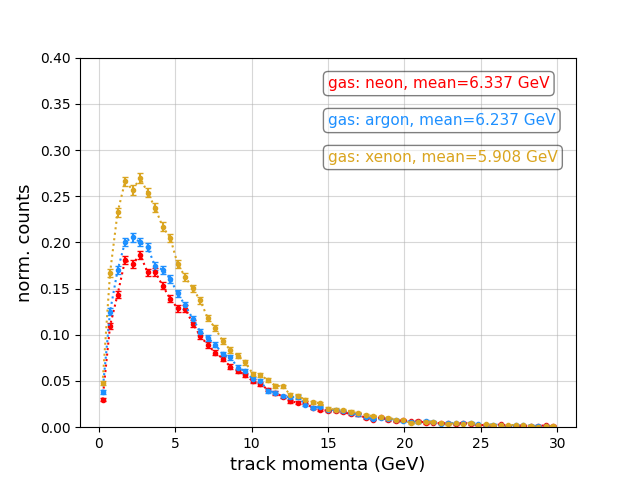 0.40
0.35
0.30
0.25
0.20
0.15
0.10
0.05
0.00
norm. counts
gas: neon, mean=6.337 GeV
gas: argon, mean=6.237 GeV
gas: xenon, mean=5.908 GeV
0 5 10 15 20 25 30
track momenta (GeV)